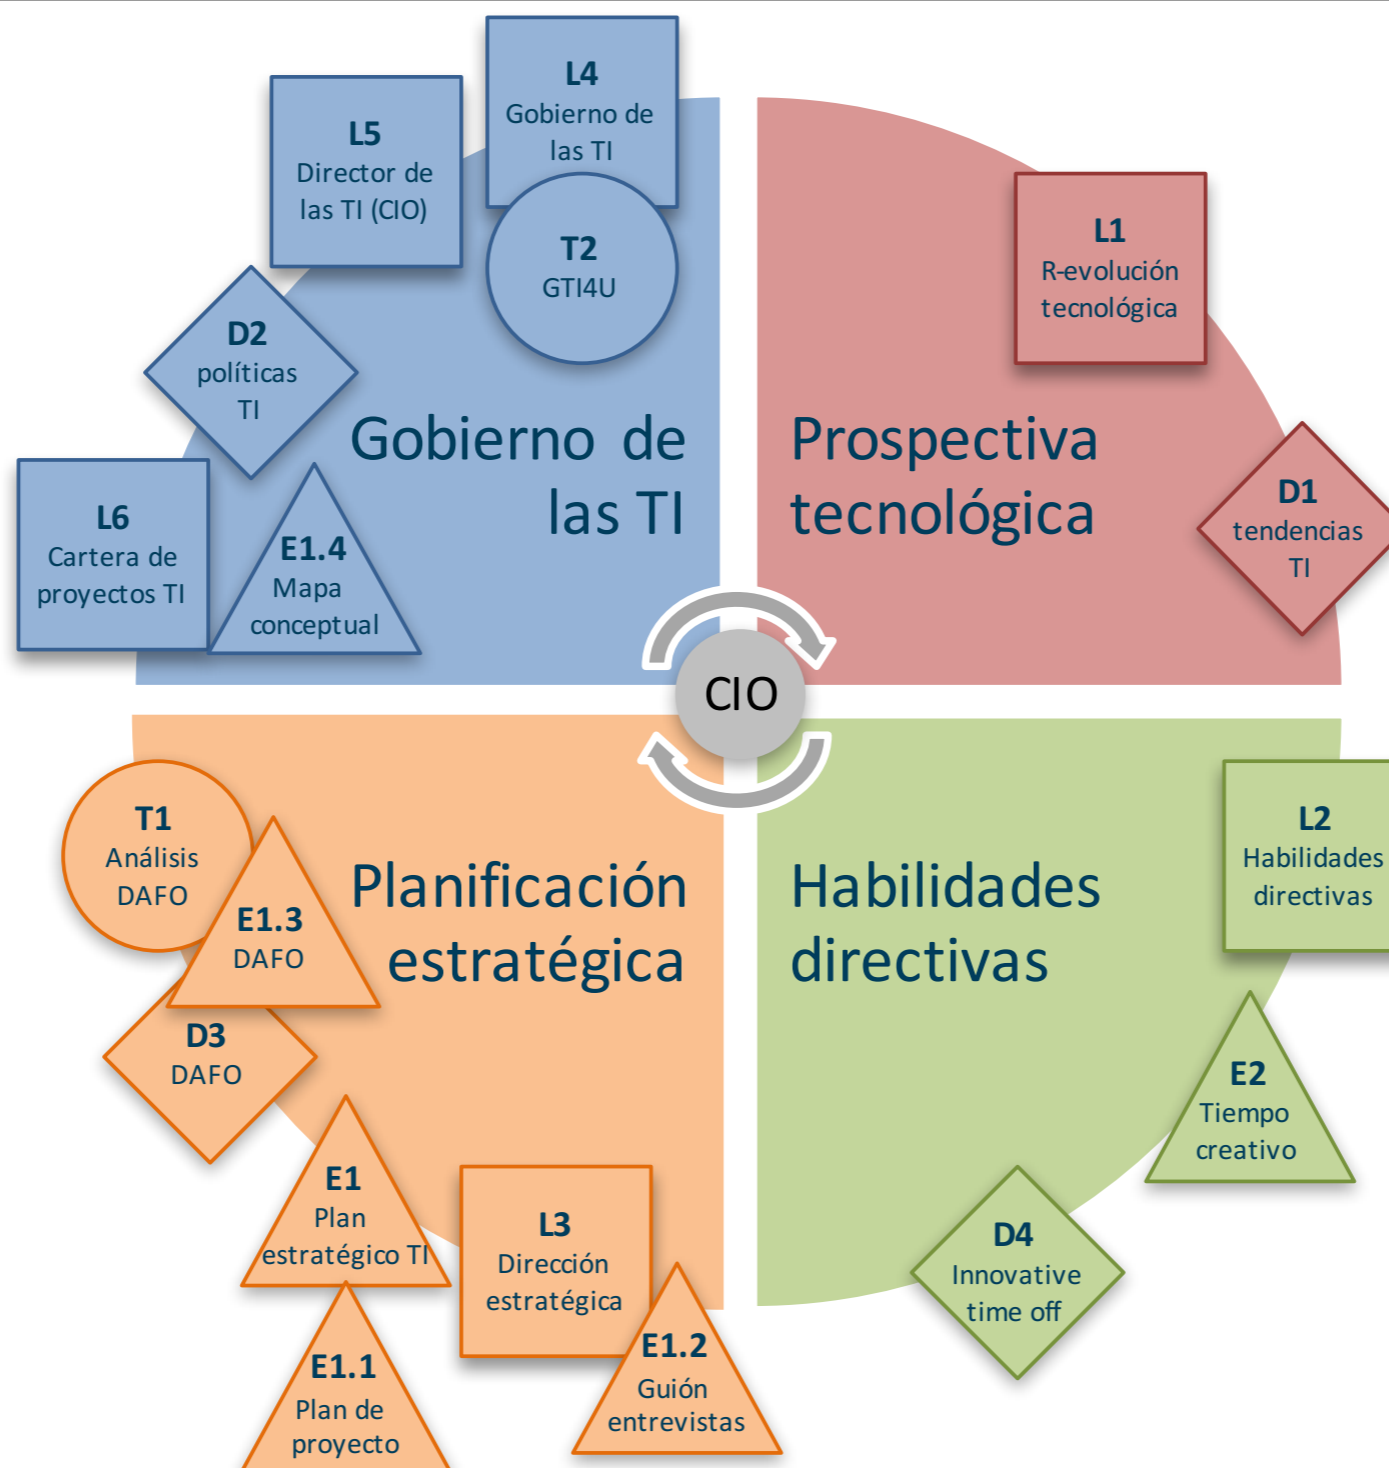 L4
Gobierno de
las TI
L5
Director de
las TI (CIO)
T2
GTI4U
D2
políticas
TI
L6
Cartera de
proyectos TI
E1.4
Mapa
conceptual
Gobierno de
las TI
L1
R-evolución
tecnológica
Prospectiva
tecnológica
D1
tendencias
TI
CIO
T1
Análisis
DAFO
E1.3
DAFO
D3
DAFO
Planificación
estratégica
E1
Plan
estratégico TI
E1.1
Plan de
proyecto
L3
Dirección
estratégica
E1.2
Guión
entrevistas
Habilidades
directivas
L2
Habilidades
directivas
E2
Tiempo
creativo
D4
Innovative
time off